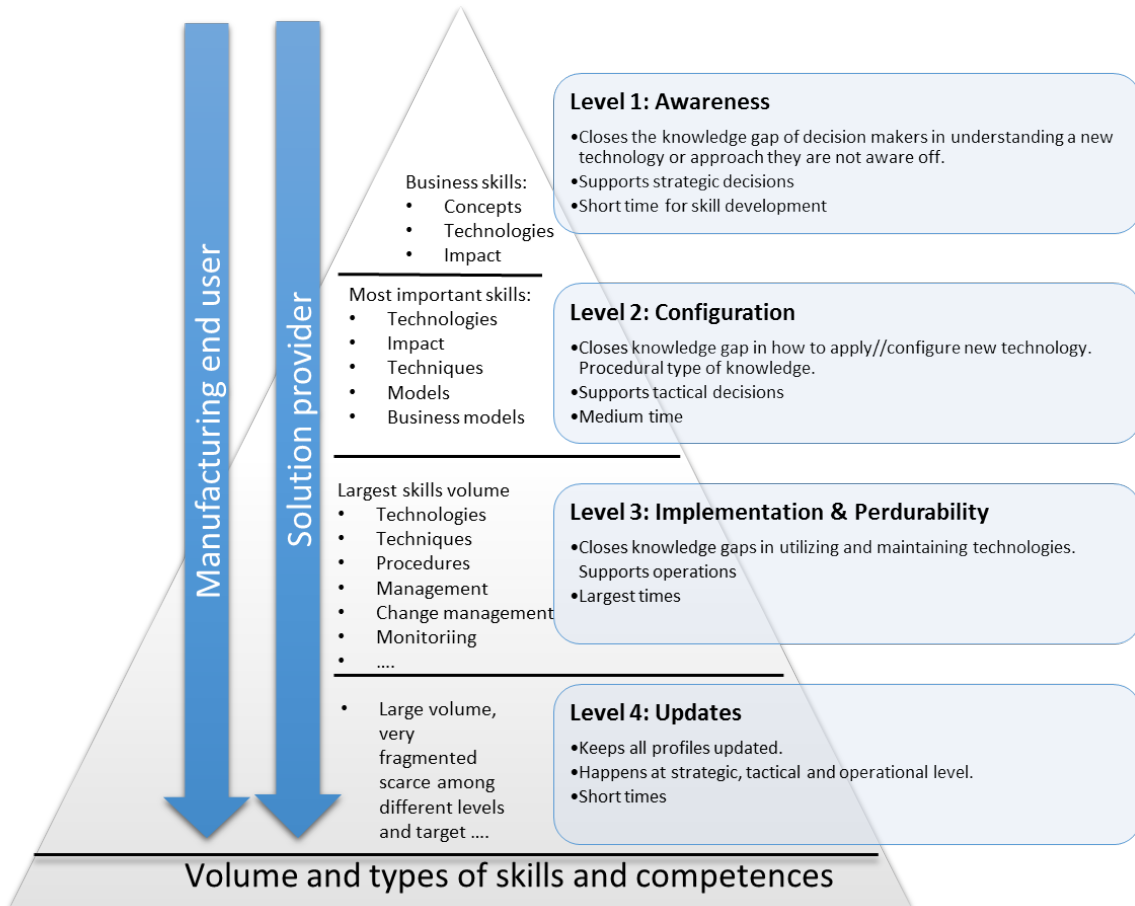 Manufacturing end user
Solution provider
Business skills:
• Concepts
• Technologies
• Impact
Level 1: Awareness
•Closes the knowledge gap of decision makers in understanding a new
technology or approach they are not aware off.
•Supports strategic decisions
•Short time for skill development
Most important skills:
• Technologies
• Impact
• Techniques
• Models
• Business models
Level 2: Configuration
•Closes knowledge gap in how to apply//configure new technology.
Procedural type of knowledge.
•Supports tactical decisions
•Medium time
Largest skills volume
• Technologies
• Techniques
• Procedures
• Management
• Change management
• Monitoriing
• ....
Level 3: Implementation & Perdurability
•Closes knowledge gaps in utilizing and maintaining technologies.
Supports operations
•Largest times
• Large volume,
very
fragmented
scarce among
different levels
and target ....
Level 4: Updates
•Keeps all profiles updated.
•Happens at strategic, tactical and operational level.
•Short times
Volume and types of skills and competences